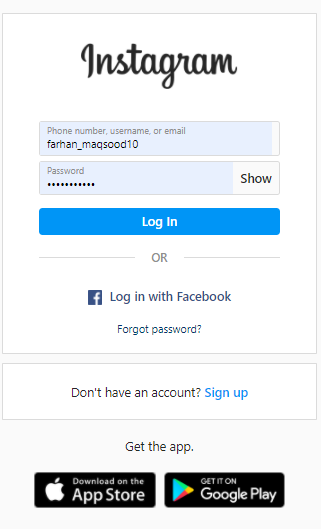 Instagram
Phone number, username, or email
farhan_maqsood10
Password
•••••••••••
Show
Log In
OR
Log in with Facebook
Forgot password?
Don't have an account? Sign up
Get the app.
Download on the
App Store
GET IT ON
Google Play